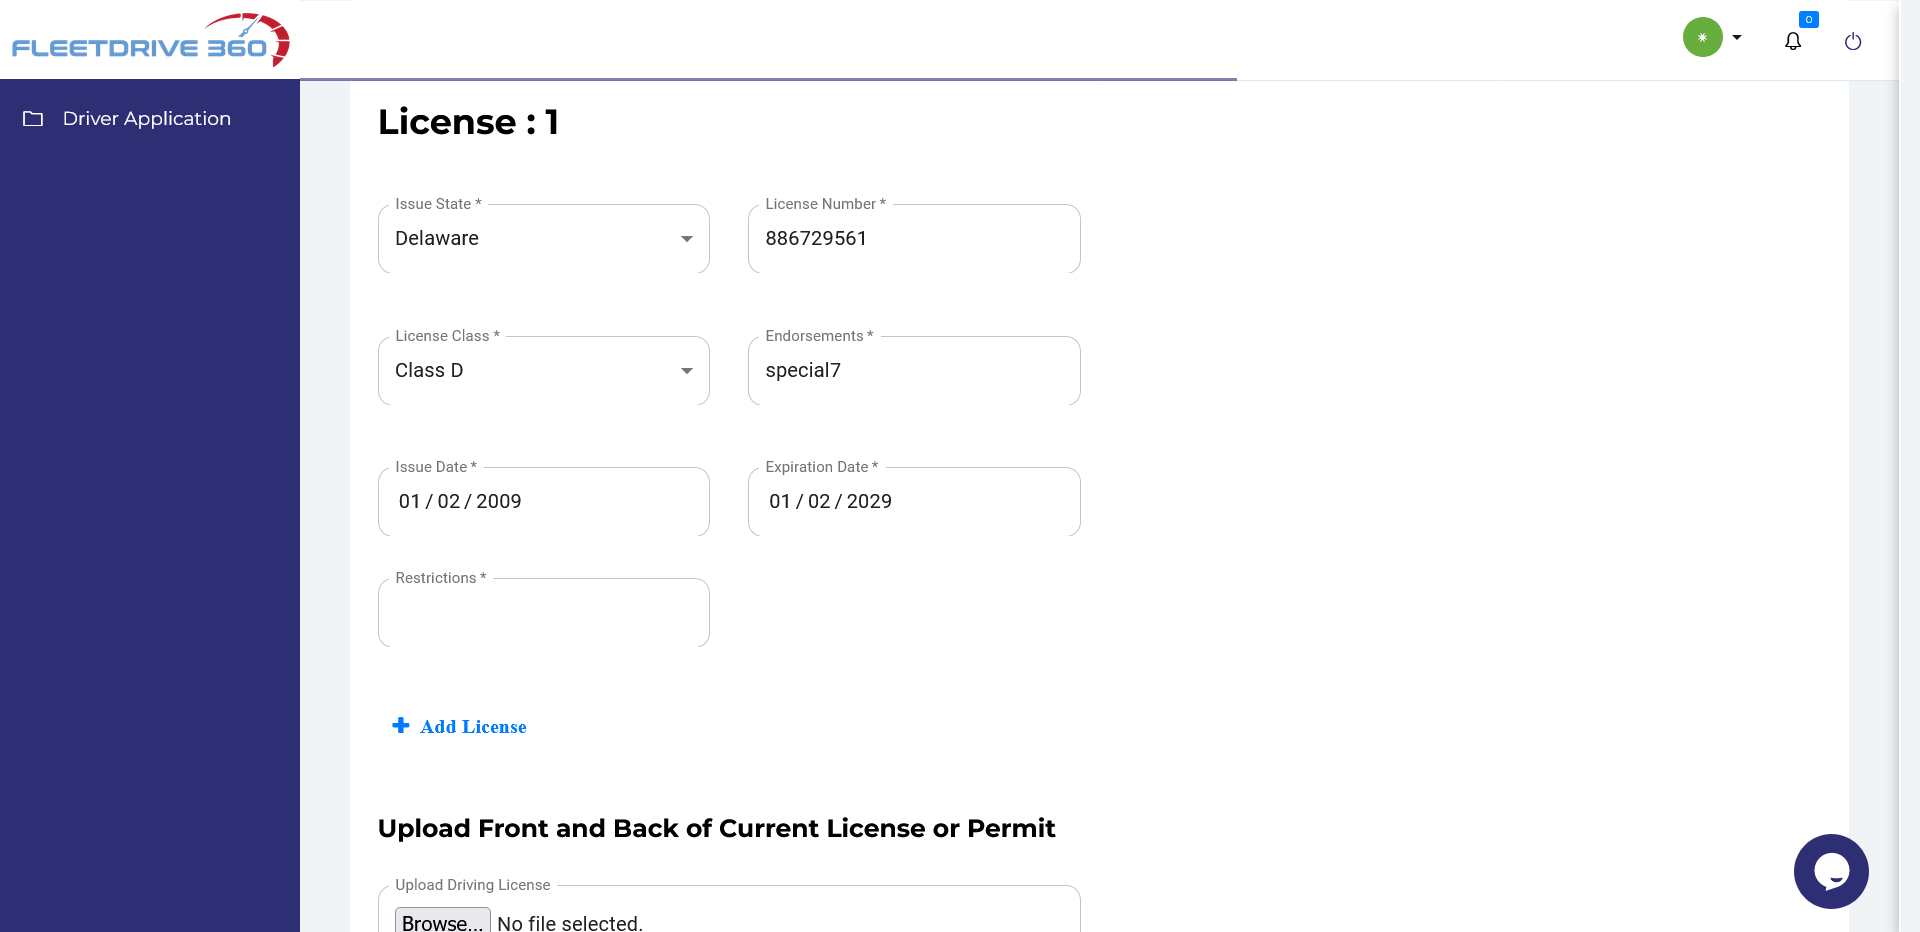 FLEETDRIVE 360
0
Driver Application
License : 1
Issue State *
Delaware
License Number *
886729561
License Class *
Class D
Endorsements *
special7
Issue Date *
01 / 02 / 2009
Expiration Date *
01 / 02 / 2029
Restrictions *
Add License
Upload Front and Back of Current License or Permit
Upload Driving License
Browse... No file selected.